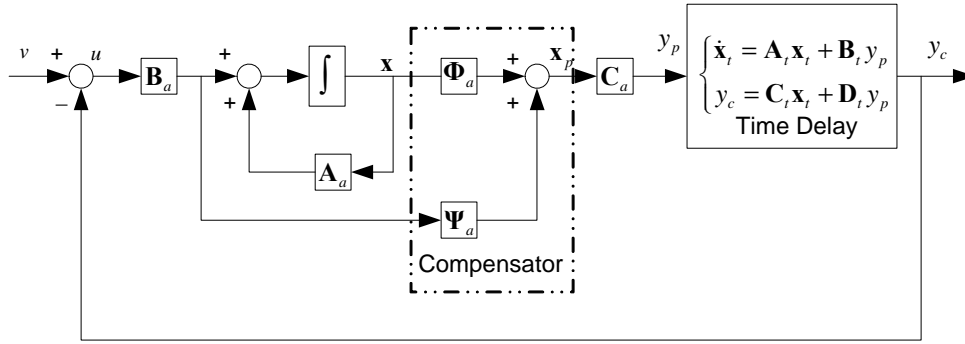 v + u − B_a + + ∫ x Φ_a + + x_p C_a y_p y_c
ẋ_t = A_t x_t + B_t y_p
y_c = C_t x_t + D_t y_p
Time Delay
A_a
Ψ_a
Compensator